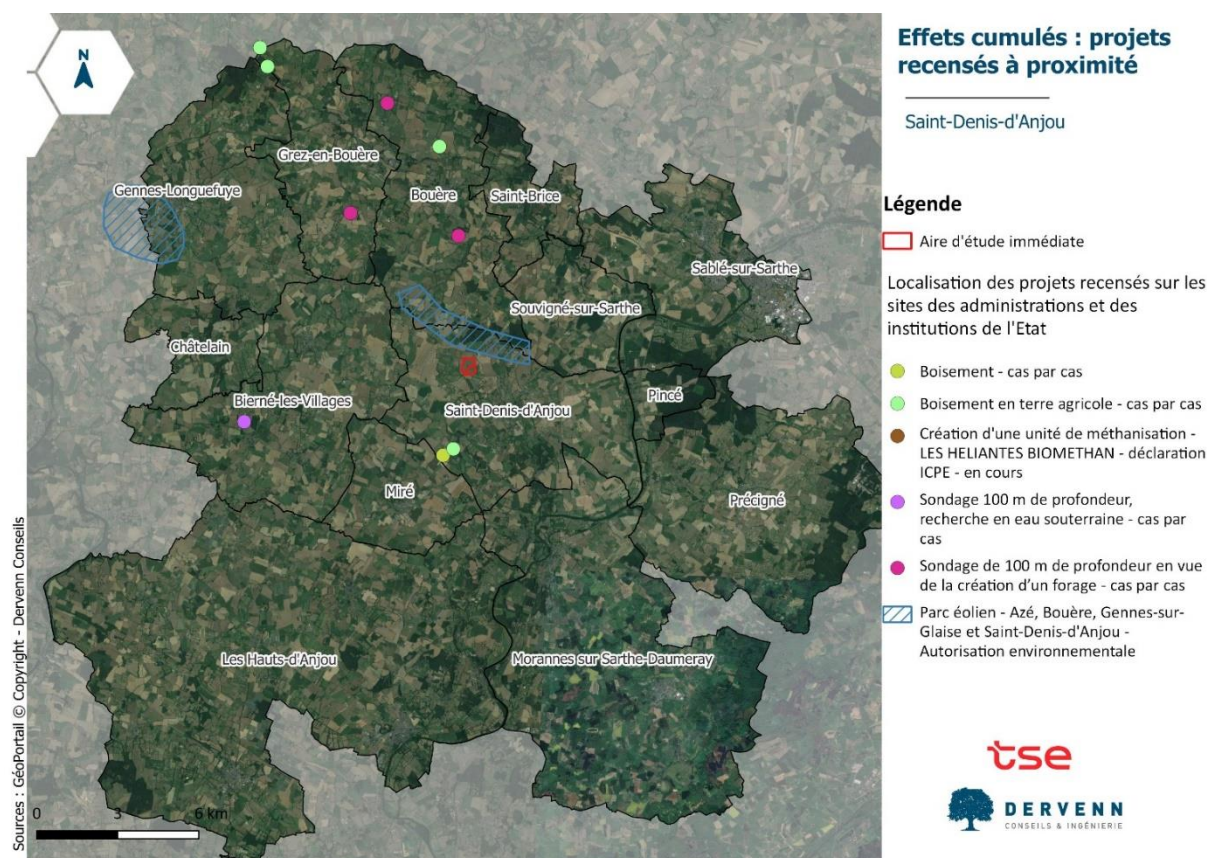 Effets cumulés : projets
recensés à proximité
Saint-Denis-d'Anjou
Légende
Aire d'étude immédiate
Localisation des projets recensés sur les
sites des administrations et des
institutions de l'Etat
Boisement - cas par cas
Boisement en terre agricole - cas par cas
Création d'une unité de méthanisation -
LES HELIANTES BIOMETHAN - déclaration
ICPE - en cours
Sondage 100 m de profondeur,
recherche en eau souterraine - cas par
cas
Sondage de 100 m de profondeur en vue
de la création d'un forage - cas par cas
Parc éolien - Azé, Bouère, Gennes-sur-
Glaise et Saint-Denis-d'Anjou -
Autorisation environnementale
tse
DERVENN
CONSEILS & INGÉNIERIE
N
Grez-en-Bouère
Gennes-Longuefuye
Bouère
Saint-Brice
Sablé-sur-Sarthe
Souvigné-sur-Sarthe
Châtelain
Pincé
Bierné-les-Villages
Saint-Denis-d'Anjou
Miré
Précigné
Les Hauts-d'Anjou
Morannes sur Sarthe-Daumeray
0 3 6 km
Sources : GéoPortail © Copyright - Dervenn Conseils